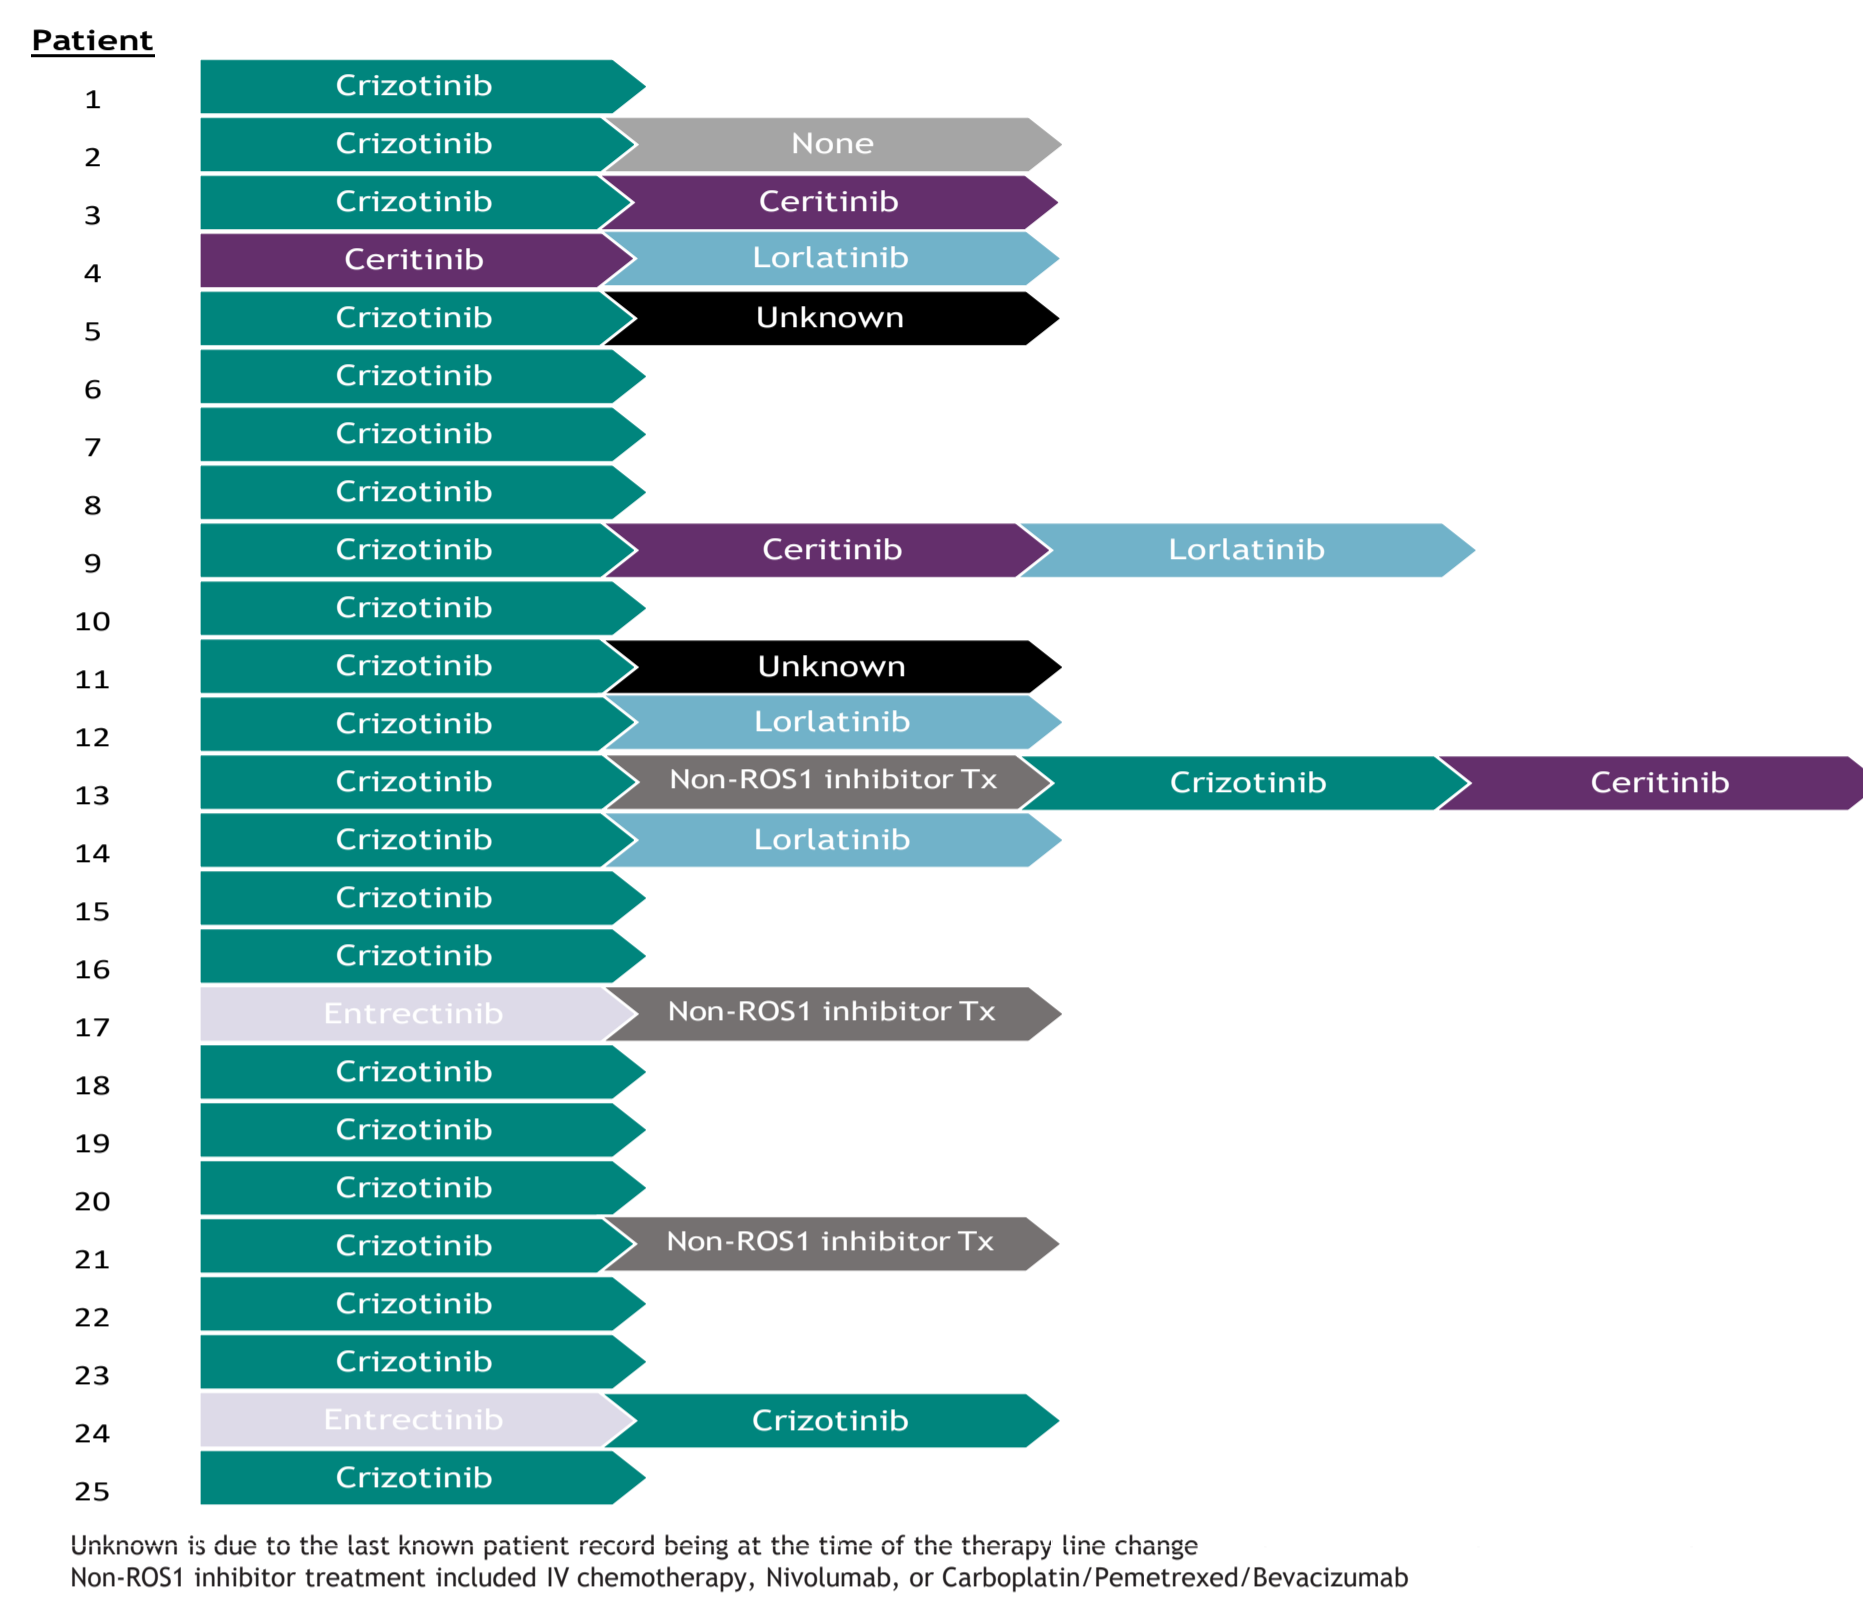 Patient
1 Crizotinib
2 Crizotinib None
3 Crizotinib Ceritinib
4 Ceritinib Lorlatinib
5 Crizotinib Unknown
6 Crizotinib
7 Crizotinib
8 Crizotinib
9 Crizotinib Ceritinib Lorlatinib
10 Crizotinib
11 Crizotinib Unknown
12 Crizotinib Lorlatinib
13 Crizotinib Non-ROS1 inhibitor Tx Crizotinib Ceritinib
14 Crizotinib Lorlatinib
15 Crizotinib
16 Crizotinib
17 Entrectinib Non-ROS1 inhibitor Tx
18 Crizotinib
19 Crizotinib
20 Crizotinib
21 Crizotinib Non-ROS1 inhibitor Tx
22 Crizotinib
23 Crizotinib
24 Entrectinib Crizotinib
25 Crizotinib
Unknown is due to the last known patient record being at the time of the therapy line change
Non-ROS1 inhibitor treatment included IV chemotherapy, Nivolumab, or Carboplatin/Pemetrexed/Bevacizumab